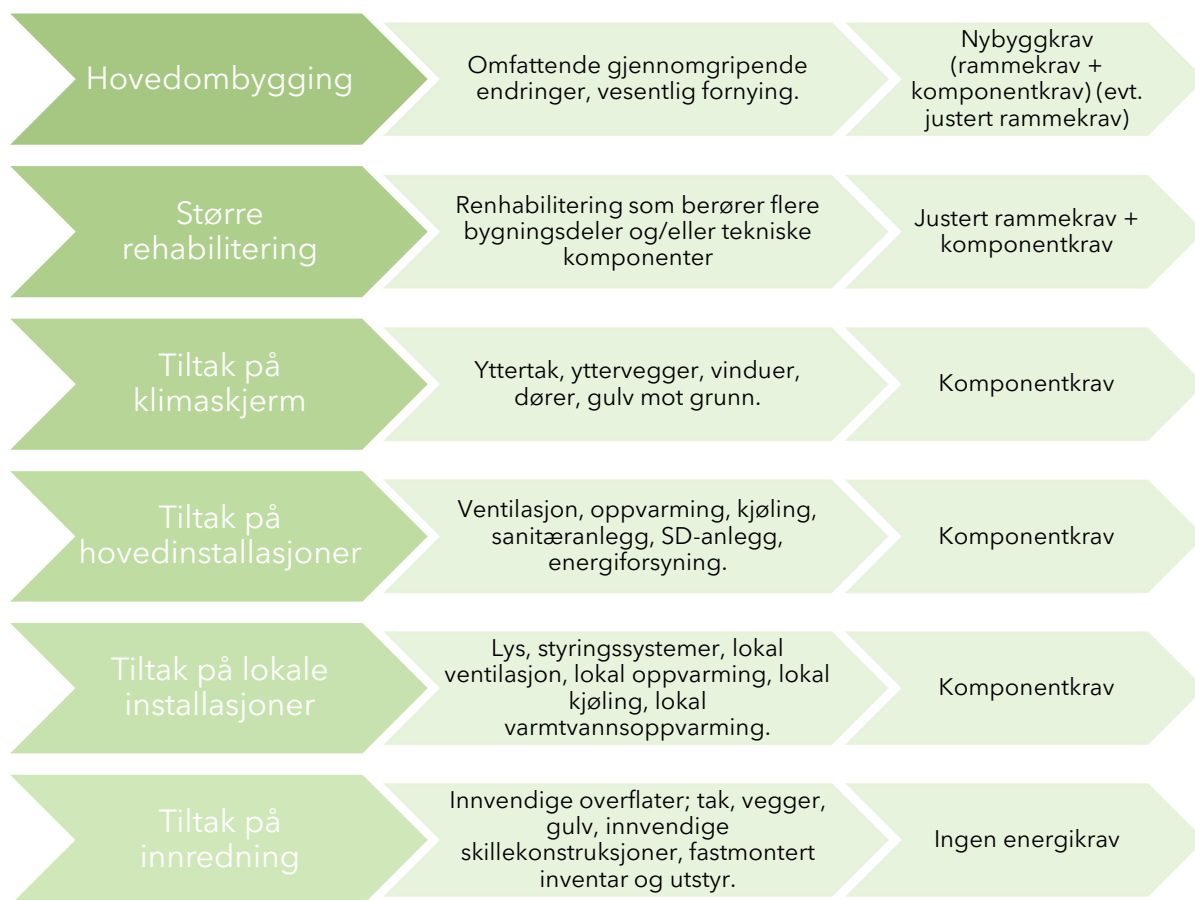 Hovedombygging
Omfattende gjennomgripende
endringer, vesentlig fornying.
Nybyggkrav
(rammekrav +
komponentkrav) (evt.
justert rammekrav)
Større
rehabilitering
Renhabilitering som berører flere
bygningsdeler og/eller tekniske
komponenter
Justert rammekrav +
komponentkrav
Tiltak på
klimaskjerm
Yttertak, yttervegger, vinduer,
dører, gulv mot grunn.
Komponentkrav
Tiltak på
hovedinstallasjoner
Ventilasjon, oppvarming, kjøling,
sanitæranlegg, SD-anlegg,
energiforsyning.
Komponentkrav
Tiltak på lokale
installasjoner
Lys, styringssystemer, lokal
ventilasjon, lokal oppvarming, lokal
kjøling, lokal
varmtvannsoppvarming.
Komponentkrav
Tiltak på
innredning
Innvendige overflater; tak, vegger,
gulv, innvendige
skillekonstruksjoner, fastmontert
inventar og utstyr.
Ingen energikrav